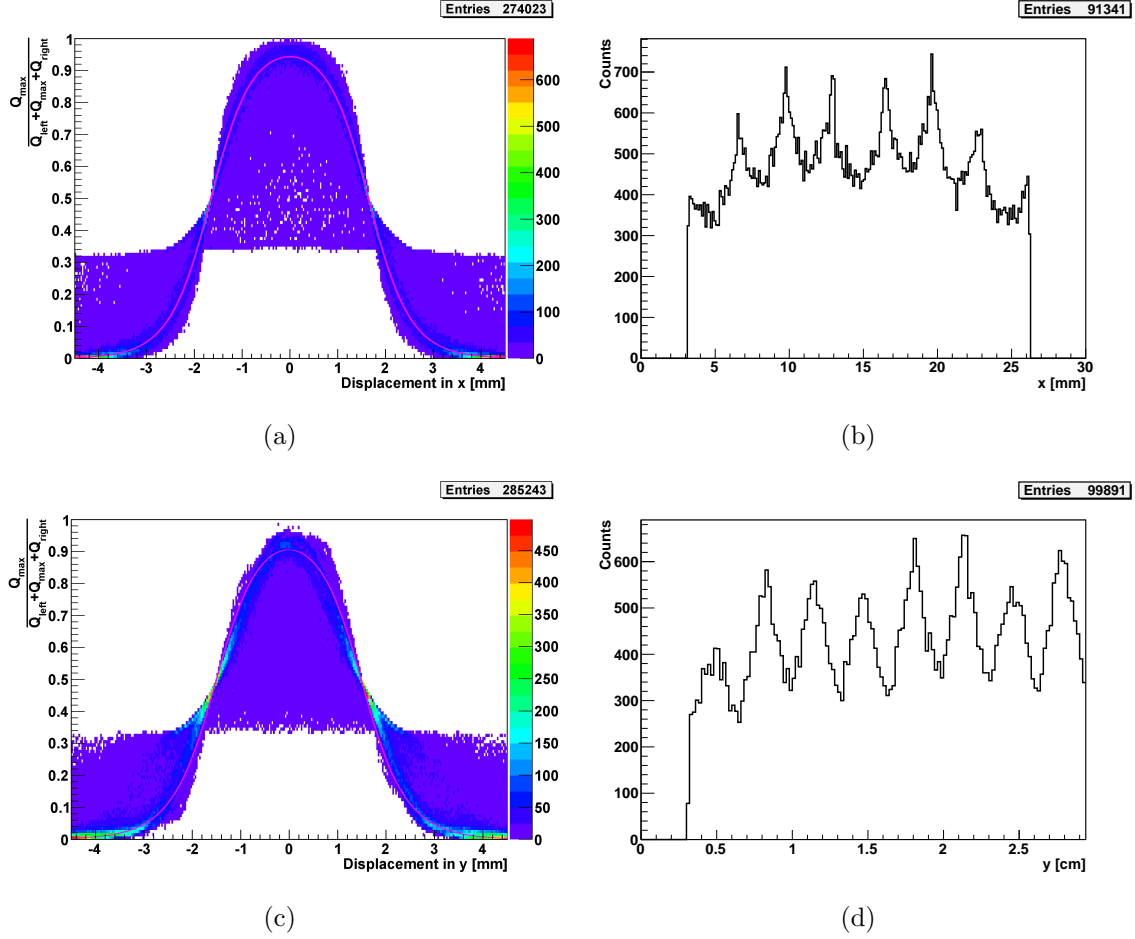 Entries 274023
Q_max
Q_left+Q_max+Q_right
1
0.9
0.8
0.7
0.6
0.5
0.4
0.3
0.2
0.1
0
-4 -3 -2 -1 0 1 2 3 4
Displacement in x [mm]
600
500
400
300
200
100
0
(a)
Entries 91341
Counts
700
600
500
400
300
200
100
0
0 5 10 15 20 25 30
x [mm]
(b)
Entries 285243
Q_max
Q_left+Q_max+Q_right
1
0.9
0.8
0.7
0.6
0.5
0.4
0.3
0.2
0.1
0
-4 -3 -2 -1 0 1 2 3 4
Displacement in y [mm]
450
400
350
300
250
200
150
100
50
0
(c)
Entries 99891
Counts
600
500
400
300
200
100
0
0 0.5 1 1.5 2 2.5
y [cm]
(d)